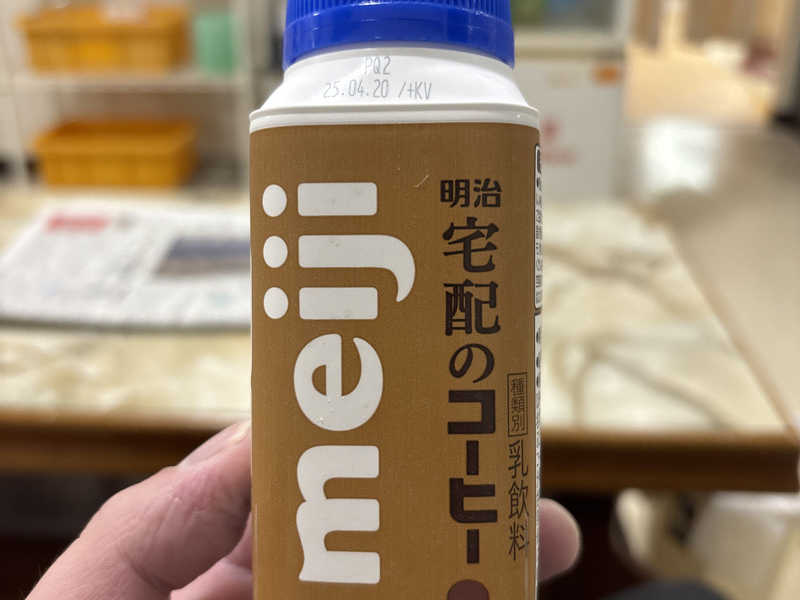 PQ2
25.04.20 /+KV
meiji
明治
宅配の
コーヒー
種類別
乳飲料